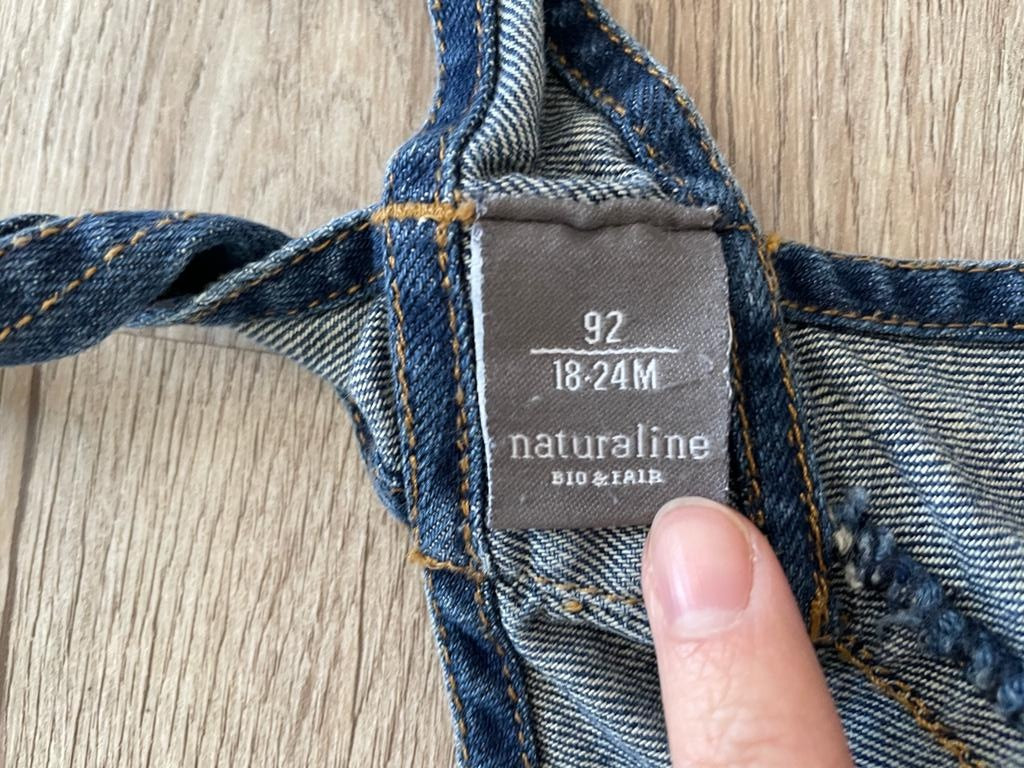 92
18-24M
naturaline
BIO & FAIR